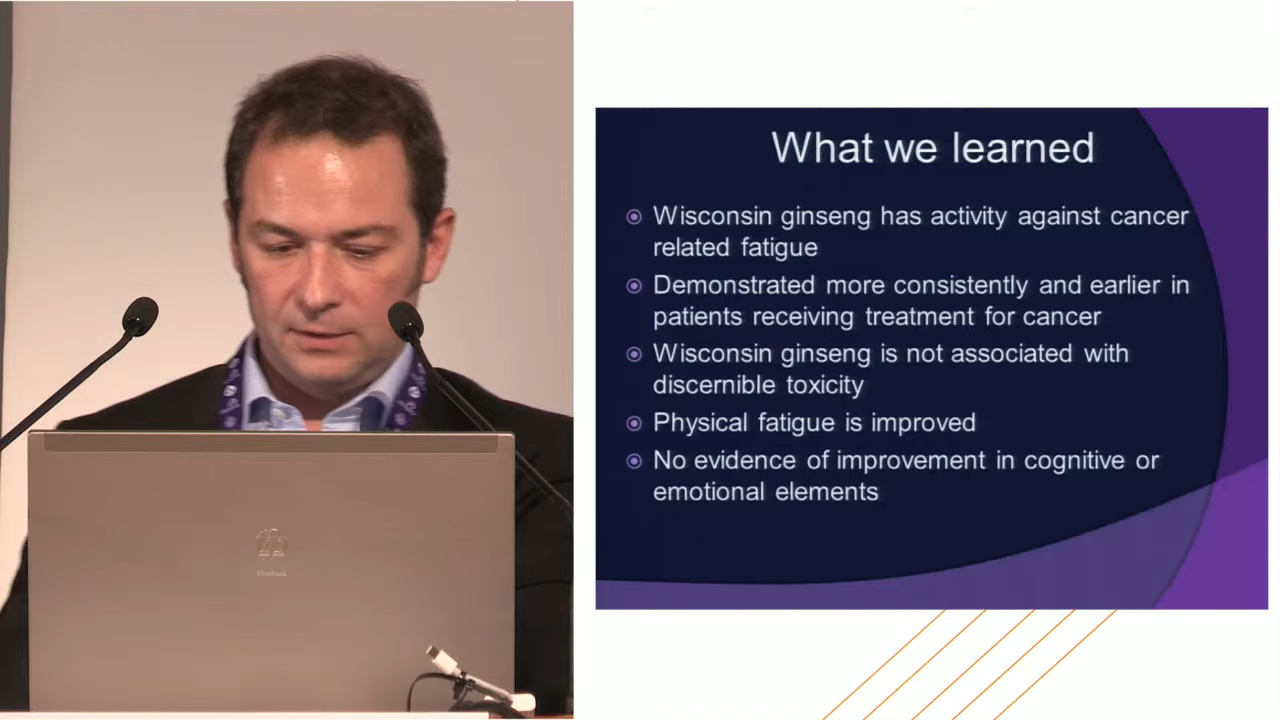 What we learned
Wisconsin ginseng has activity against cancer
related fatigue
Demonstrated more consistently and earlier in
patients receiving treatment for cancer
Wisconsin ginseng is not associated with
discernible toxicity
Physical fatigue is improved
No evidence of improvement in cognitive or
emotional elements
hp
EliteBook